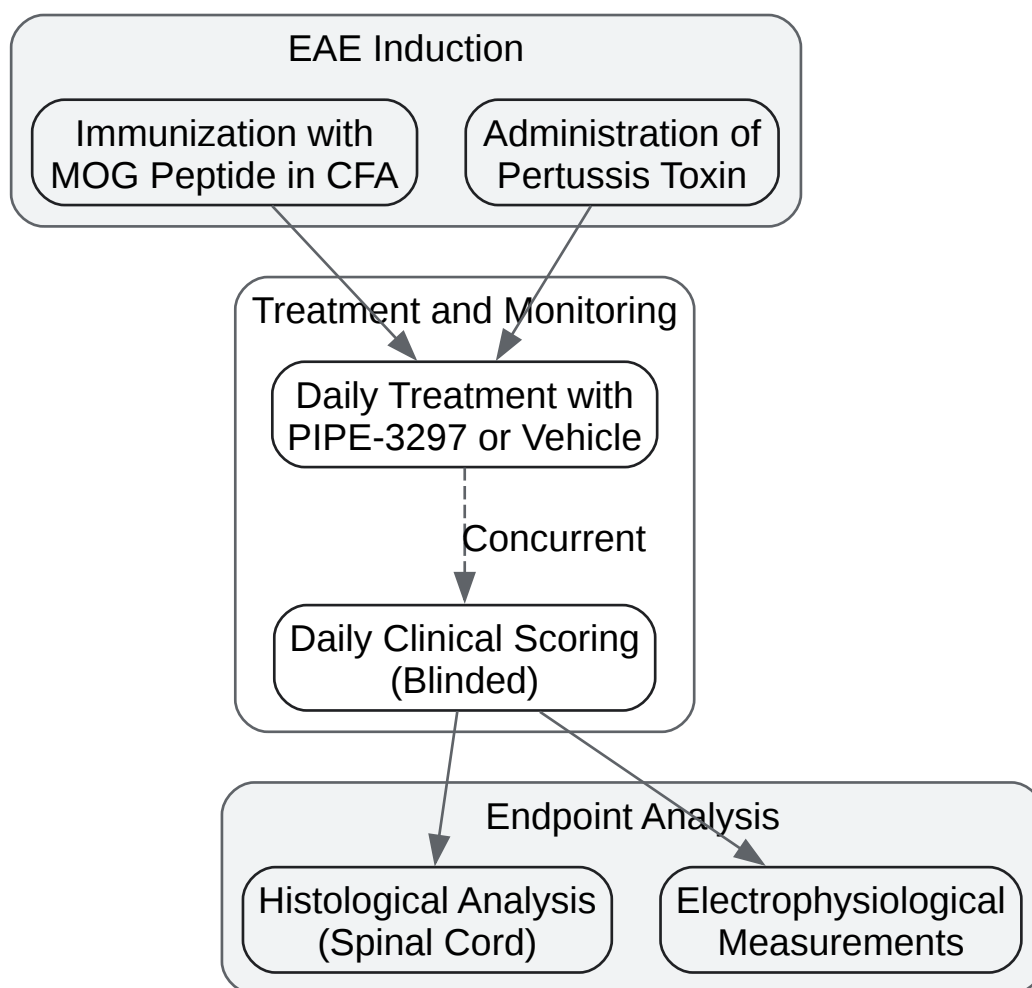 EAE Induction
Immunization with
MOG Peptide in CFA
Administration of
Pertussis Toxin
Treatment and Monitoring
Daily Treatment with
PIPE-3297 or Vehicle
Concurrent
Daily Clinical Scoring
(Blinded)
Endpoint Analysis
Histological Analysis
(Spinal Cord)
Electrophysiological
Measurements